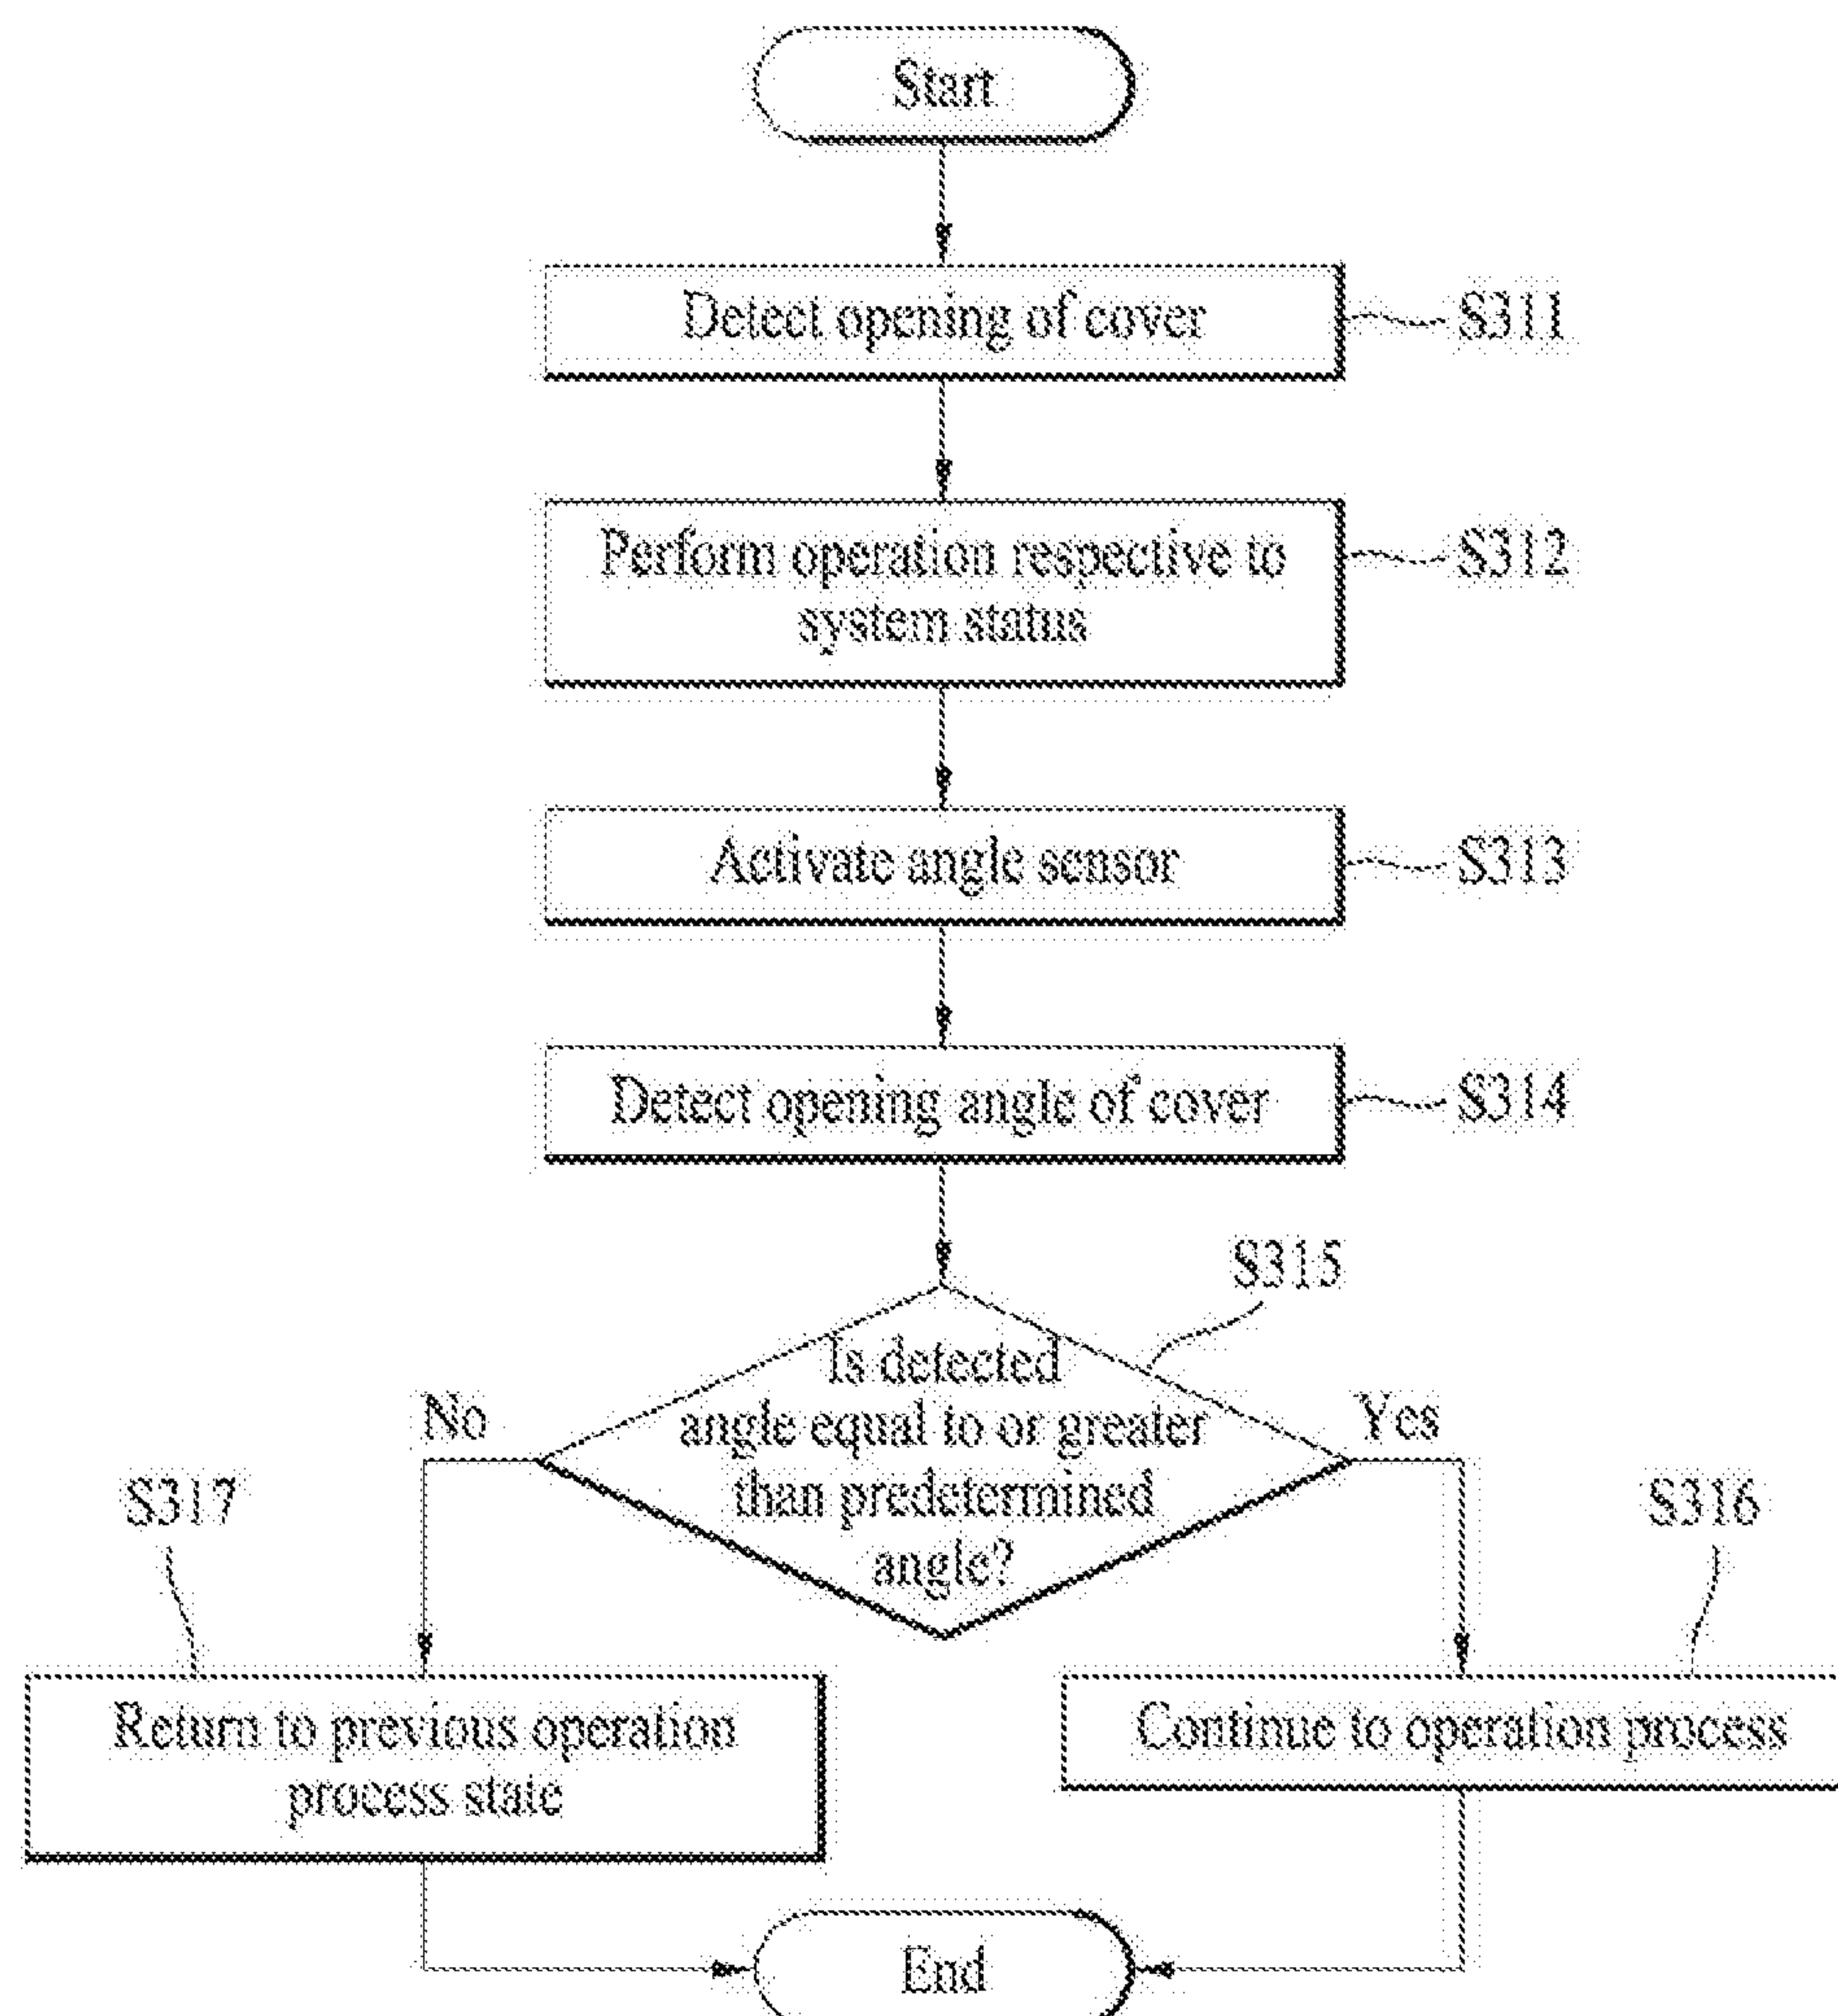 Start
Detect opening of cover
S311
Perform operation respective to
system status
S312
Activate angle sensor
S313
Detect opening angle of cover
S314
S315
Is detected
angle equal to or greater
than predetermined
angle?
No
Yes
S317
S316
Return to previous operation
process state
Continue to operation process
End